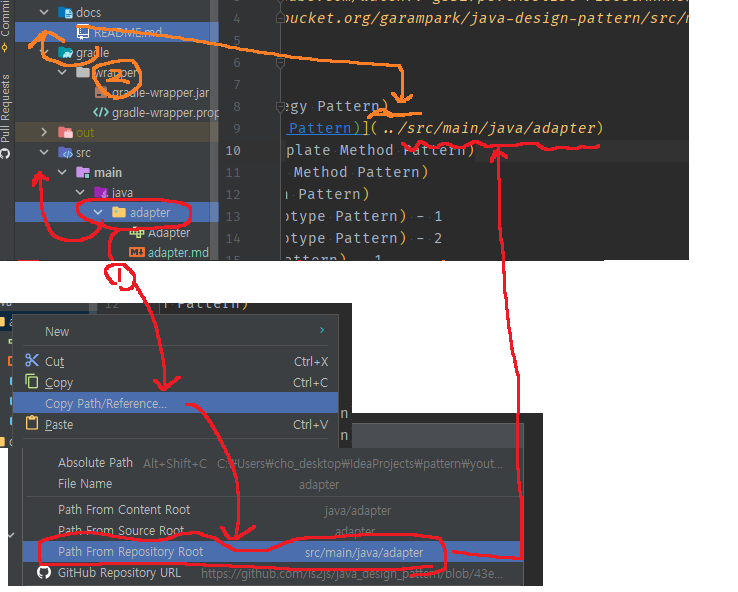 Commit
Pull Requests
docs
README.md
gradle
wrapper
gradle-wrapper.jar
gradle-wrapper.prop
out
src
main
java
adapter
Adapter
adapter.md
1
2
4
bucket.org/garampark/java-design-pattern/src/m
5
6
7
8
egy Pattern)
9
Pattern)](../src/main/java/adapter)
10
plate Method Pattern)
11
Method Pattern)
12
Pattern)
13
otype Pattern) - 1
14
otype Pattern) - 2
15
1
12
Pattern)
New
Cut Ctrl+X
Copy Ctrl+C
Copy Path/Reference...
Paste Ctrl+V
Absolute Path Alt+Shift+C C:₩Users₩cho_desktop₩IdeaProjects₩pattern₩yout...
File Name adapter
Path From Content Root java/adapter
Path From Source Root adapter
Path From Repository Root src/main/java/adapter
GitHub Repository URL https://github.com/is2js/java_design_pattern/blob/43e...